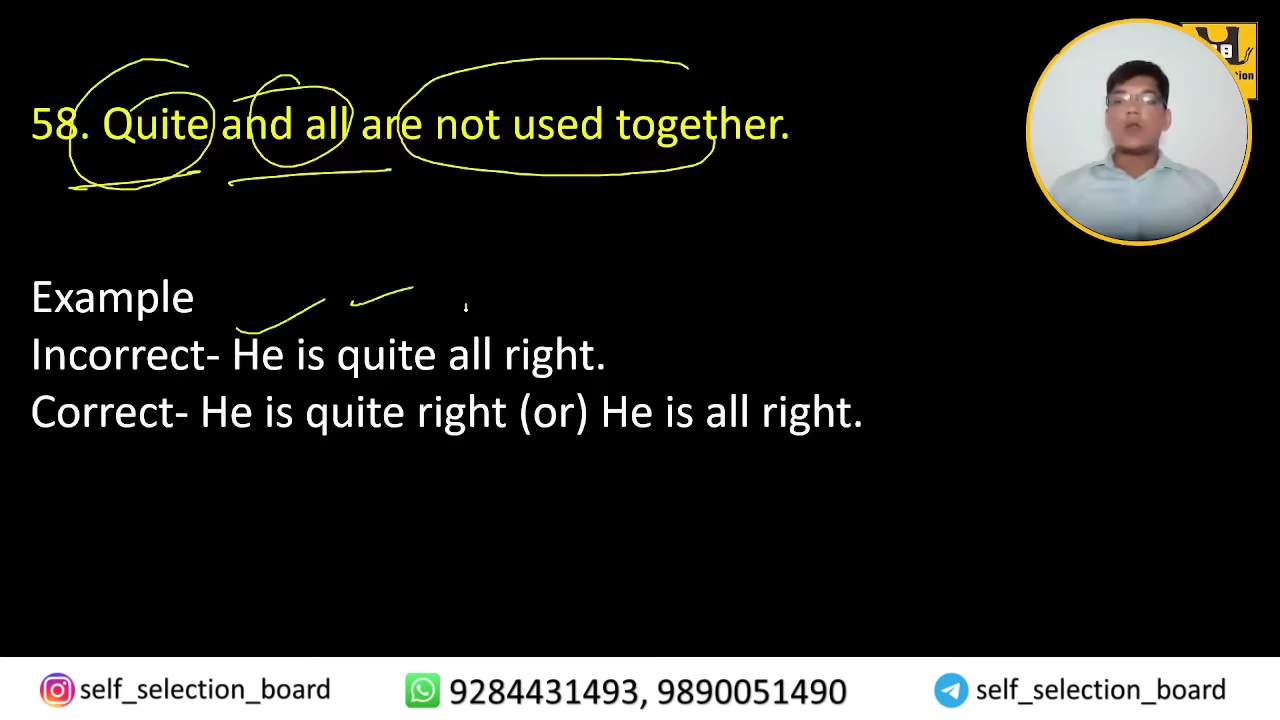 58. Quite and all are not used together.
Example
Incorrect- He is quite all right.
Correct- He is quite right (or) He is all right.
self_selection_board 9284431493, 9890051490 self_selection_board